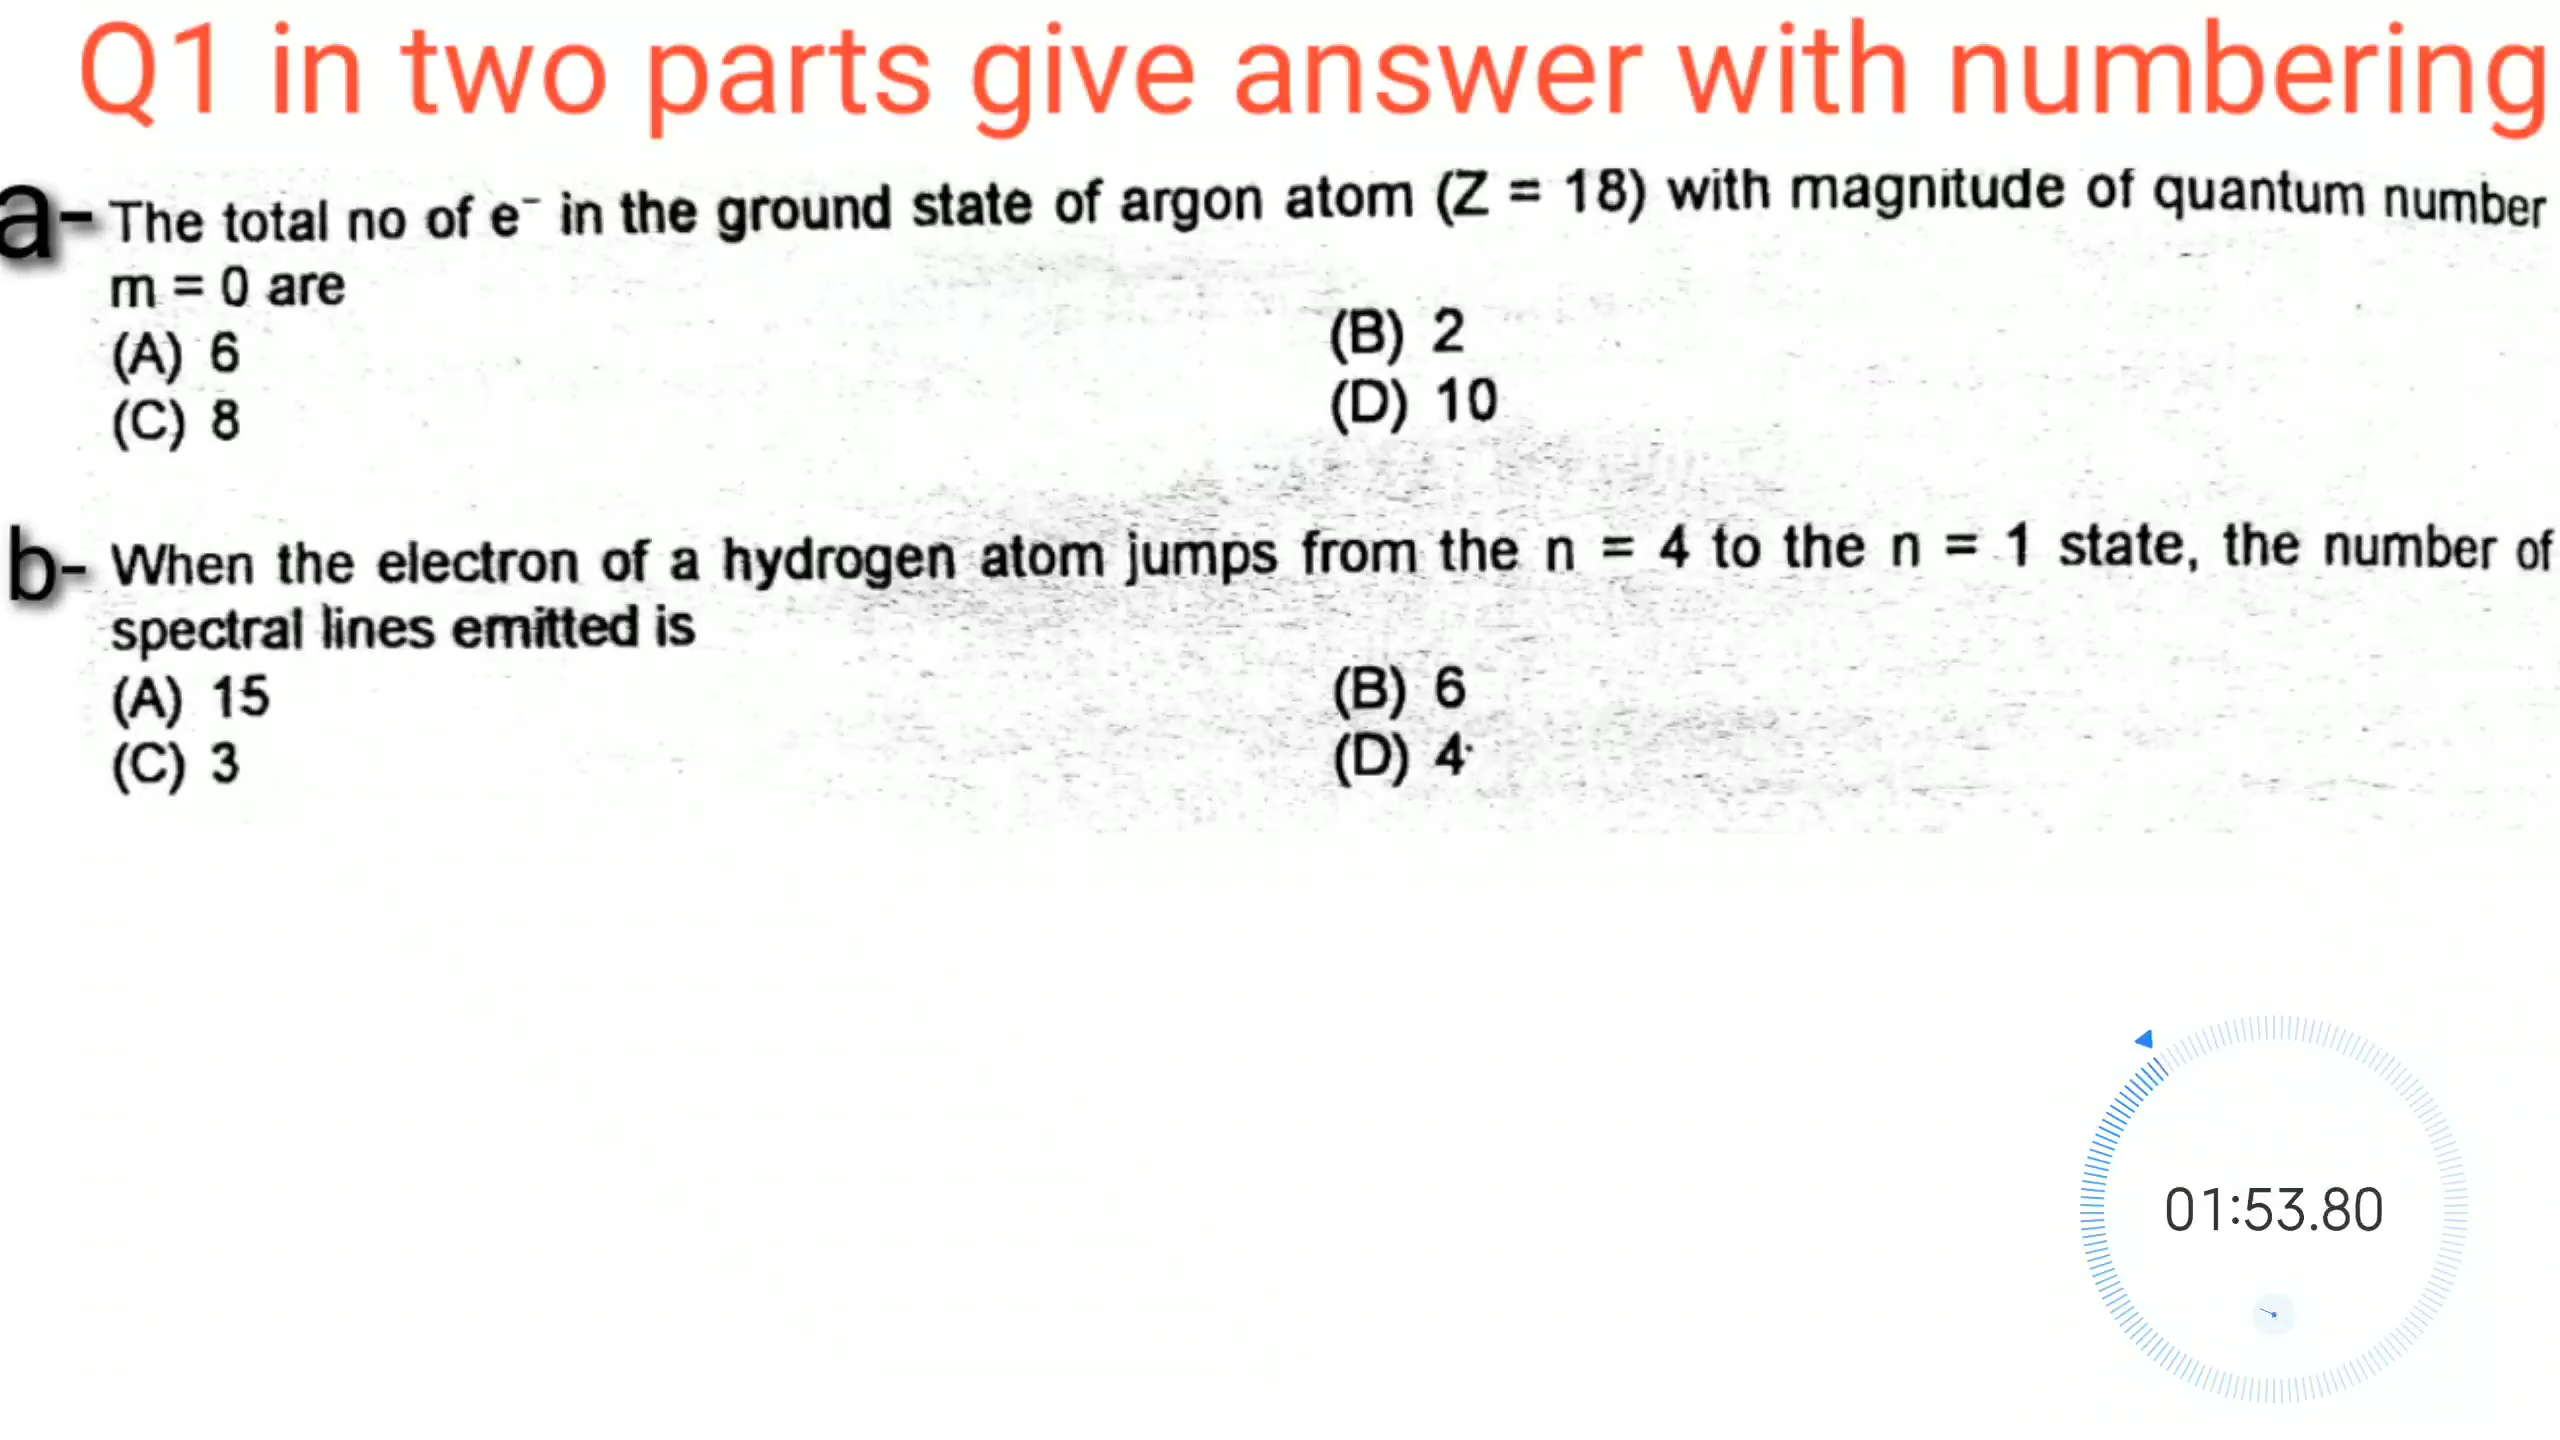 Q1 in two parts give answer with numbering
a- The total no of e⁻ in the ground state of argon atom (Z = 18) with magnitude of quantum number
m = 0 are
(A) 6 (B) 2
(C) 8 (D) 10
b- When the electron of a hydrogen atom jumps from the n = 4 to the n = 1 state, the number of
spectral lines emitted is
(A) 15 (B) 6
(C) 3 (D) 4
01:53.80